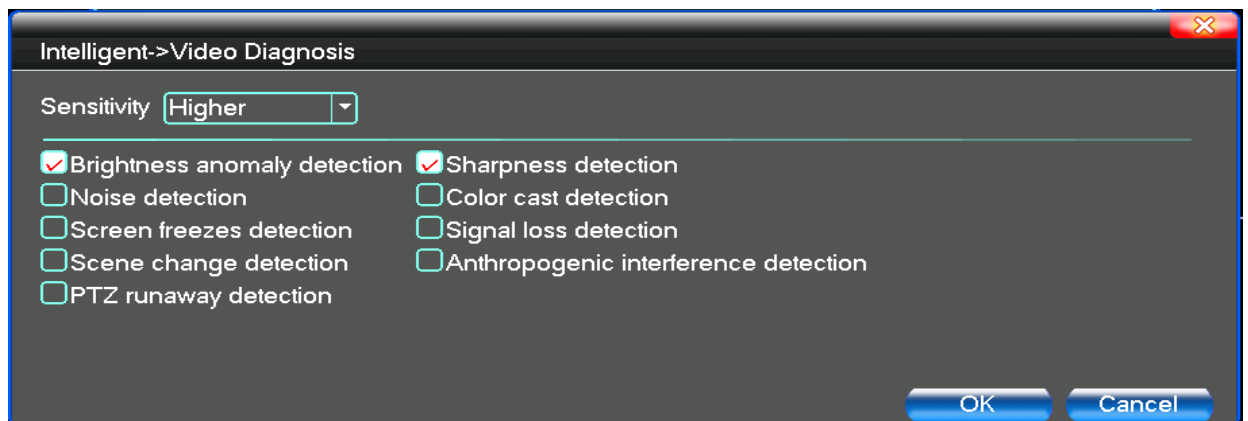 Intelligent->Video Diagnosis
Sensitivity Higher
Brightness anomaly detection Sharpness detection
Noise detection Color cast detection
Screen freezes detection Signal loss detection
Scene change detection Anthropogenic interference detection
PTZ runaway detection
OK Cancel